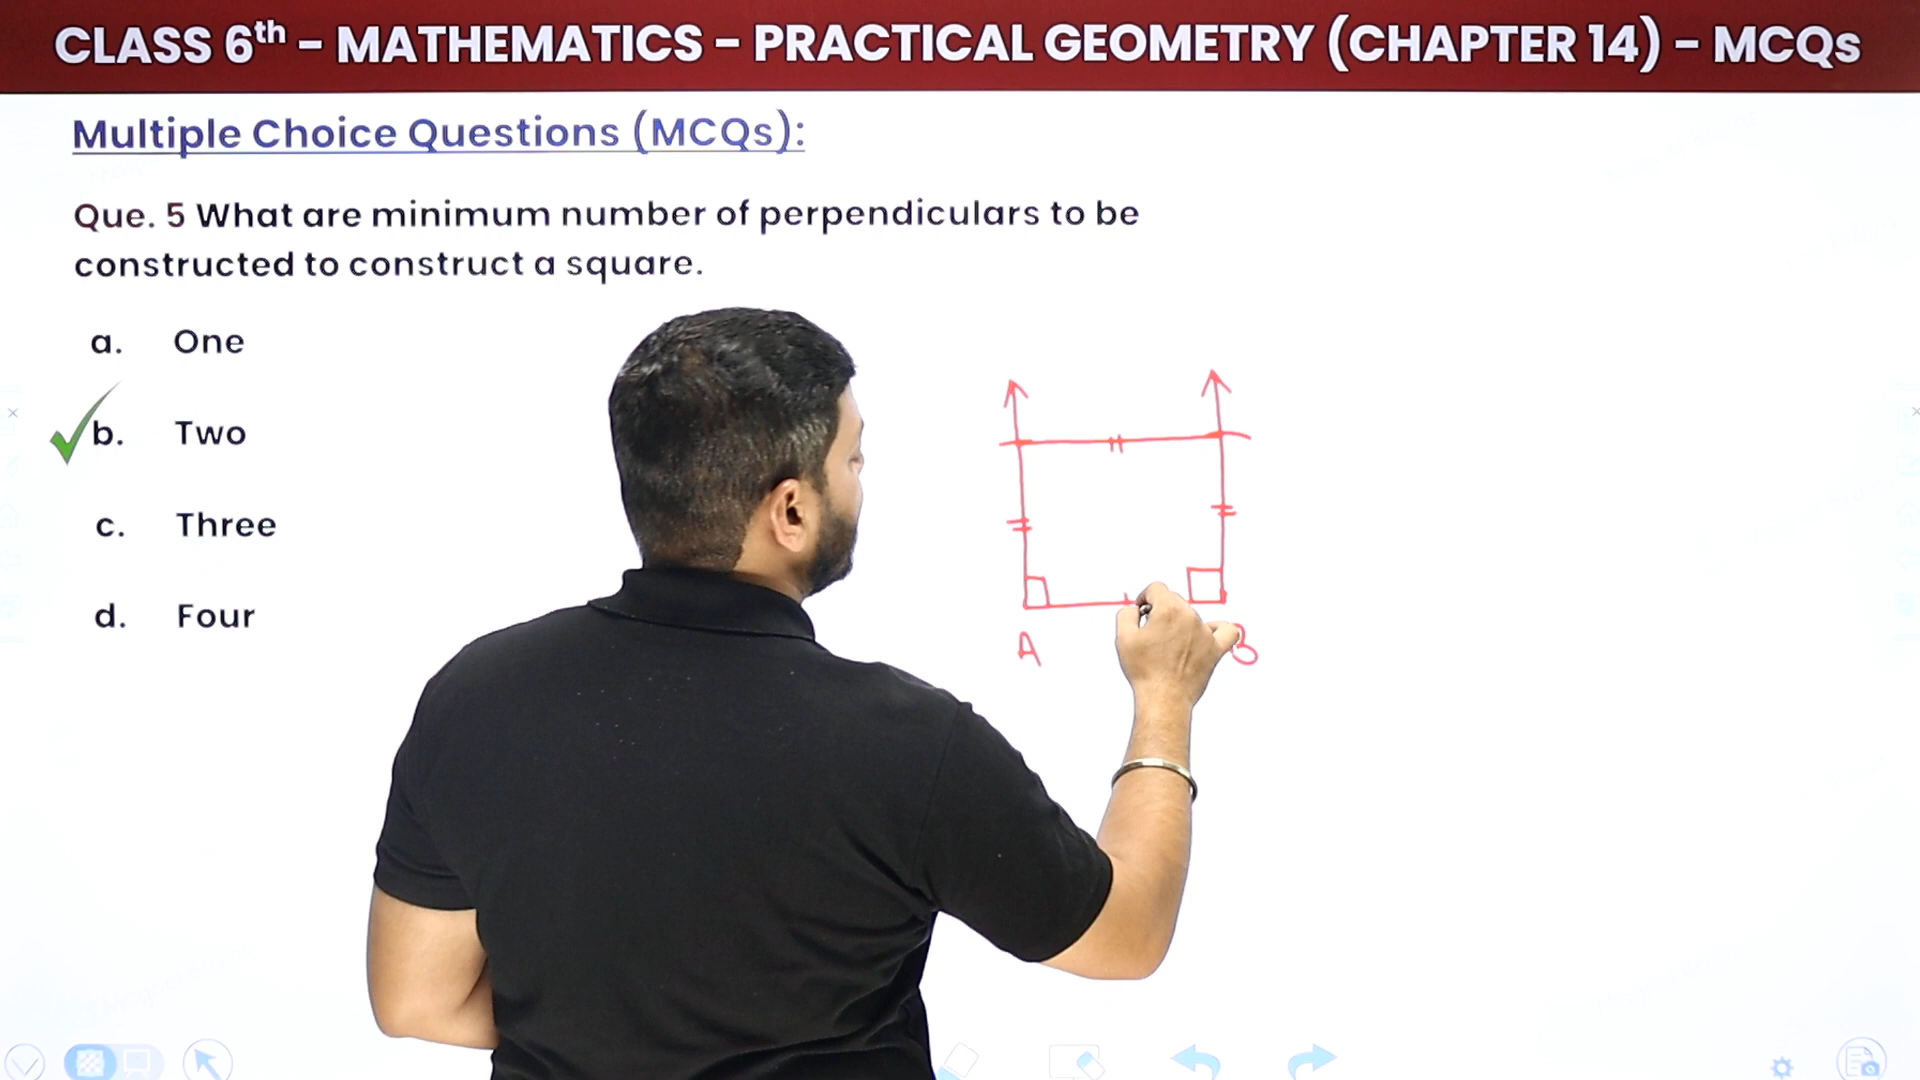 CLASS 6th – MATHEMATICS – PRACTICAL GEOMETRY (CHAPTER 14) – MCQs
Multiple Choice Questions (MCQs):
Que. 5 What are minimum number of perpendiculars to be
constructed to construct a square.
a. One
b. Two
c. Three
d. Four
A B